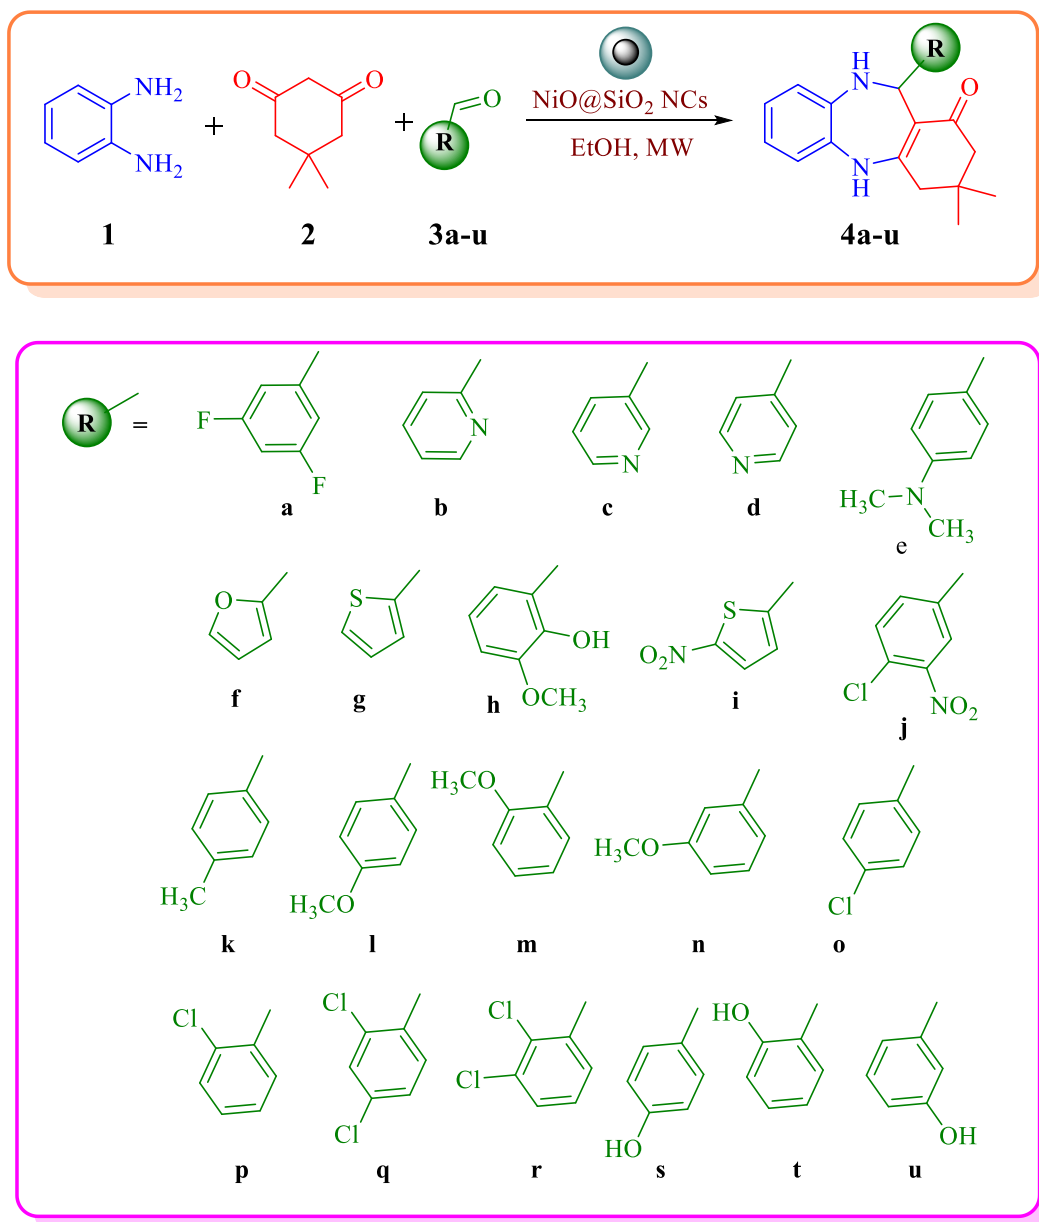 NH₂
NH₂
1
+
O
O
2
+
R
O
3a-u
NiO@SiO₂ NCs
EtOH, MW
H
N
R
O
N
H
4a-u
R
=
F
F
a
N
b
N
c
N
d
H₃C
N
CH₃
e
O
f
S
g
OH
OCH₃
h
S
O₂N
i
Cl
NO₂
j
H₃C
k
H₃CO
l
H₃CO
m
H₃CO
n
Cl
o
Cl
p
Cl
Cl
q
Cl
Cl
r
HO
s
HO
t
OH
u